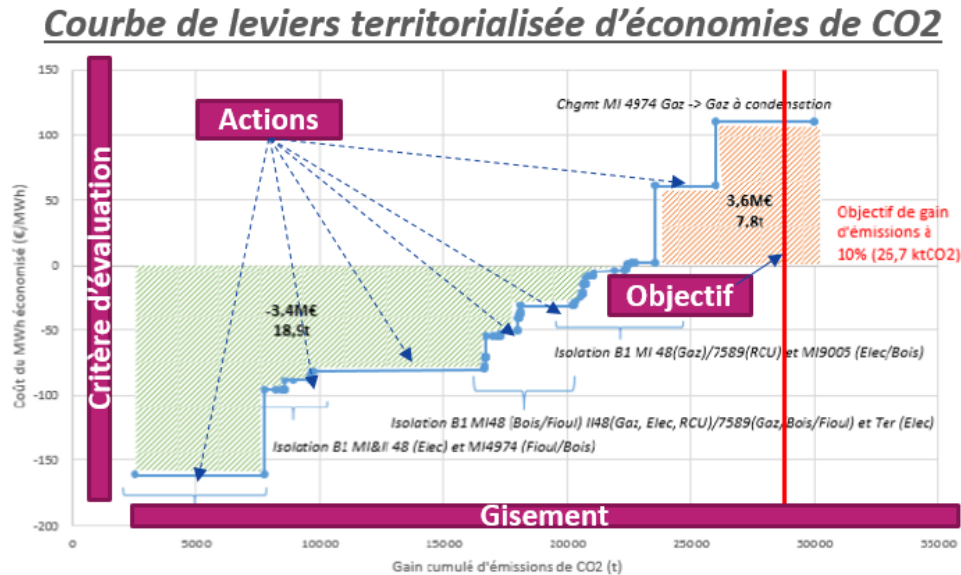 Courbe de leviers territorialisée d'économies de CO2
150
100
50
0
-50
-100
-150
-200
Coût du MWh économisé (€/MWh)
Critère d'évaluation
Actions
Chgmt MI 4974 Gaz -> Gaz à condensation
3,6M€
7,8t
Objectif de gain
d'émissions à
10% (26,7 ktCO2)
-3,4M€
18,9t
Objectif
Isolation B1 MI 48(Gaz)/7589(RCU) et MI9005 (Elec/Bois)
Isolation B1 MI48 (Bois/Fioul) II48(Gaz, Elec, RCU)/7589(Gaz/Bois/Fioul) et Ter (Elec)
Isolation B1 MI&II 48 (Elec) et MI4974 (Fioul/Bois)
Gisement
0
5000
10000
15000
20000
25000
30000
35000
Gain cumulé d'émissions de CO2 (t)